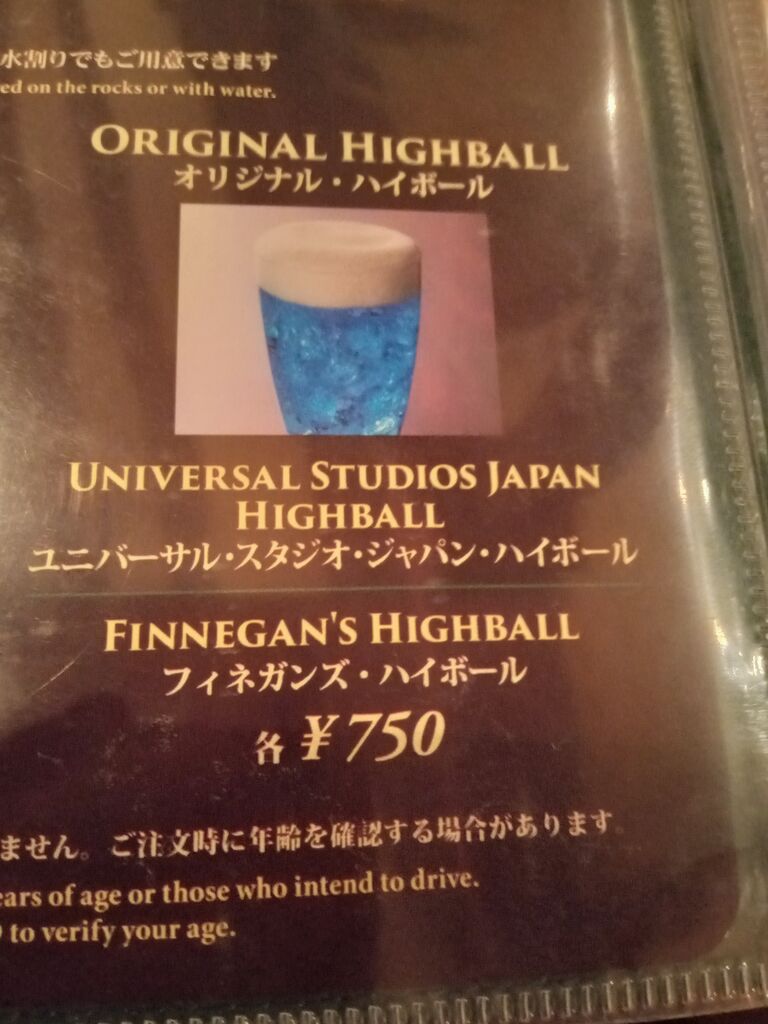 水割りでもご用意できます
ed on the rocks or with water.
ORIGINAL HIGHBALL
オリジナル・ハイボール
UNIVERSAL STUDIOS JAPAN
HIGHBALL
ユニバーサル・スタジオ・ジャパン・ハイボール
FINNEGAN'S HIGHBALL
フィネガンズ・ハイボール
各 ¥750
ません。ご注文時に年齢を確認する場合があります。
ears of age or those who intend to drive.
to verify your age.